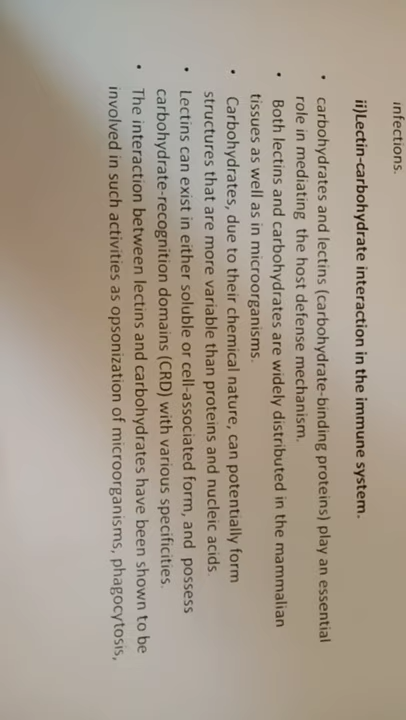 infections.
ii)Lectin-carbohydrate interaction in the immune system.
• carbohydrates and lectins (carbohydrate-binding proteins) play an essential
role in mediating the host defense mechanism.
• Both lectins and carbohydrates are widely distributed in the mammalian
tissues as well as in microorganisms.
• Carbohydrates, due to their chemical nature, can potentially form
structures that are more variable than proteins and nucleic acids.
• Lectins can exist in either soluble or cell-associated form, and possess
carbohydrate-recognition domains (CRD) with various specificities.
• The interaction between lectins and carbohydrates have been shown to be
involved in such activities as opsonization of microorganisms, phagocytosis,